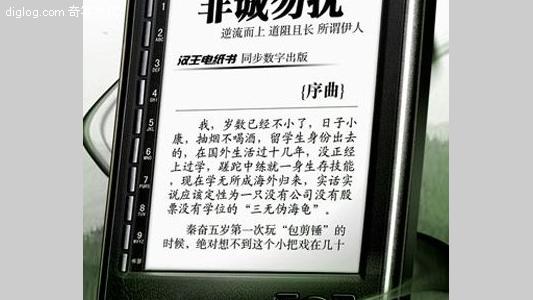 diglog.com
非诚勿扰
逆流而上 道阻且长 所谓伊人
汉王电纸书 同步数字出版
{序曲}
我，岁数已经不小了，日子小
康，抽烟不喝酒，留学生身份出去
的，在国外生活过十几年，没正经
上过学，蹉跎中练就一身生存技能
，现在学无所成海外归来，实话实
说应该定性为一只没有公司没有股
票没有学位的“三无伪海龟”。
秦奋五岁第一次玩“包剪锤”的
时候，绝对想不到这个小把戏在几十
1
2
ABC
3
DEF
4
GHI
5
JKL
6
MNO
7
PQRS
8
TUV
9
WXYZ